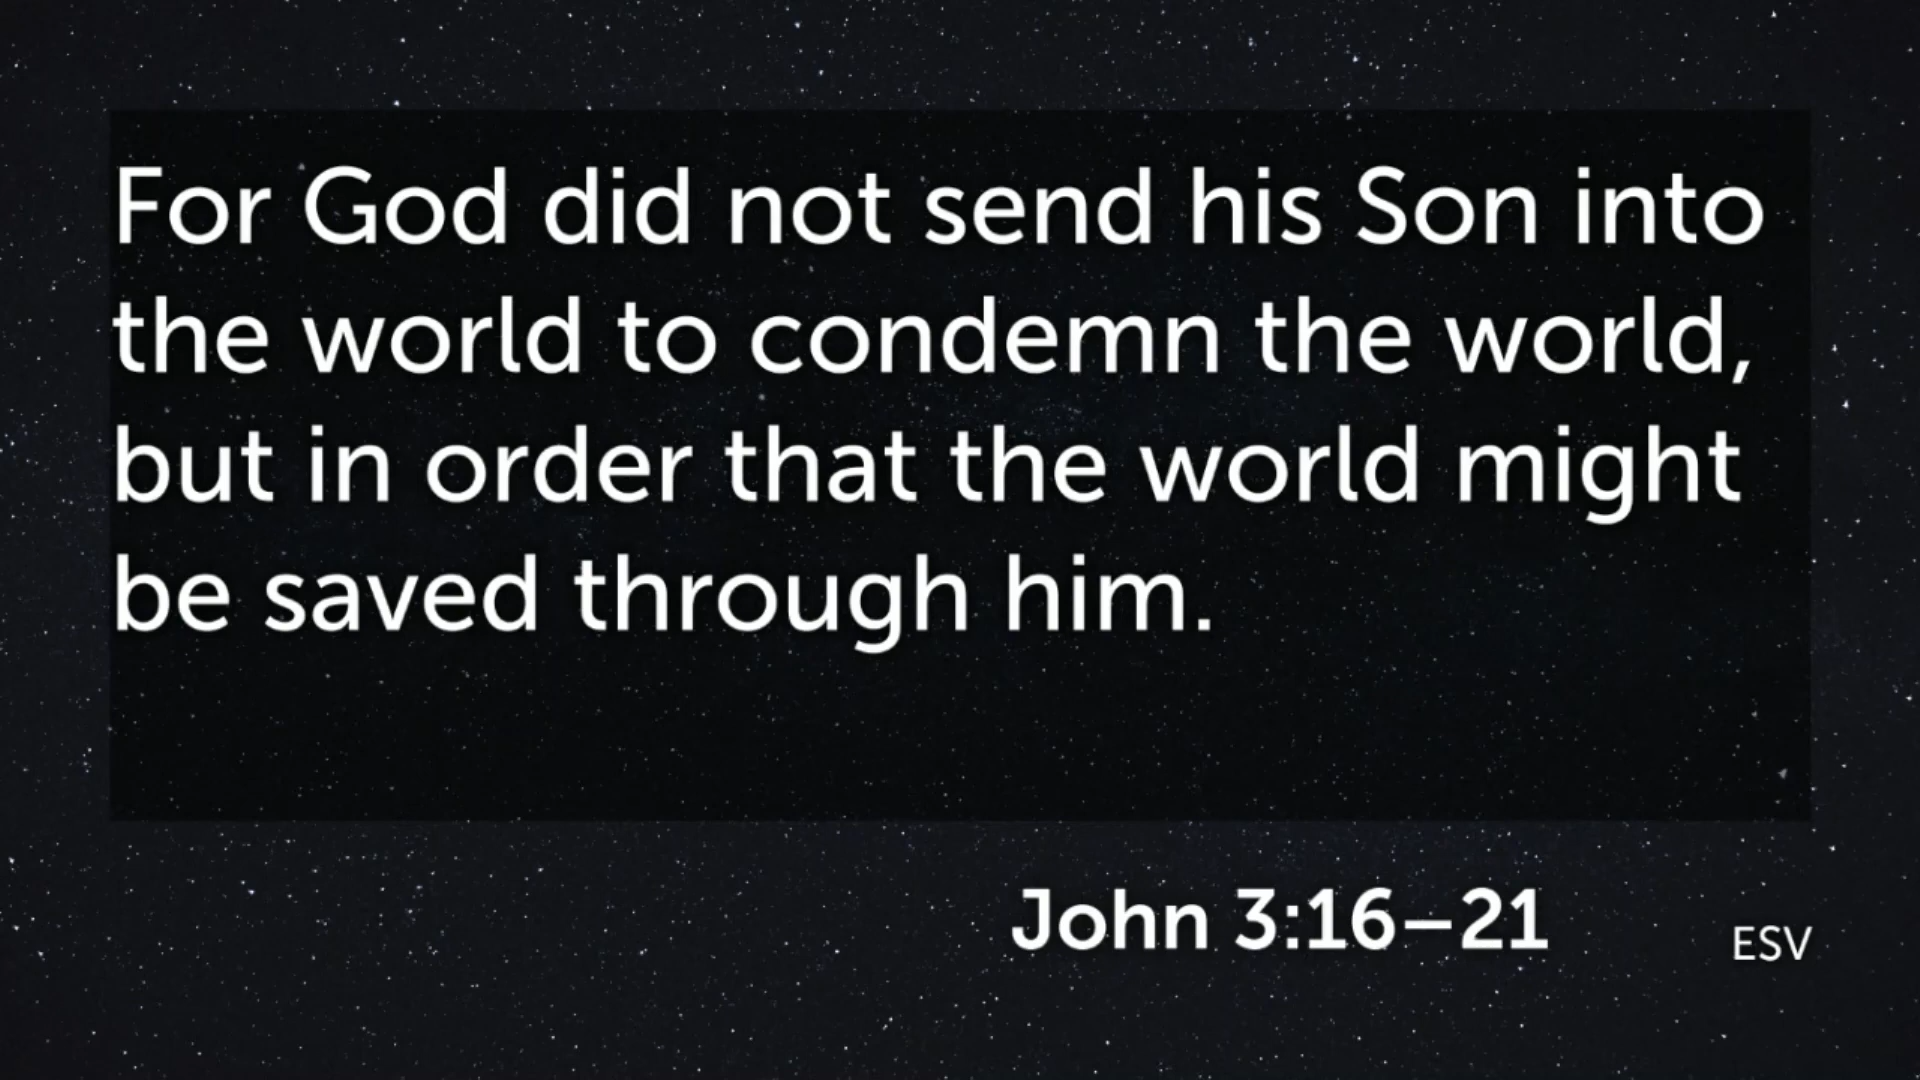 For God did not send his Son into
the world to condemn the world,
but in order that the world might
be saved through him.
John 3:16–21
ESV